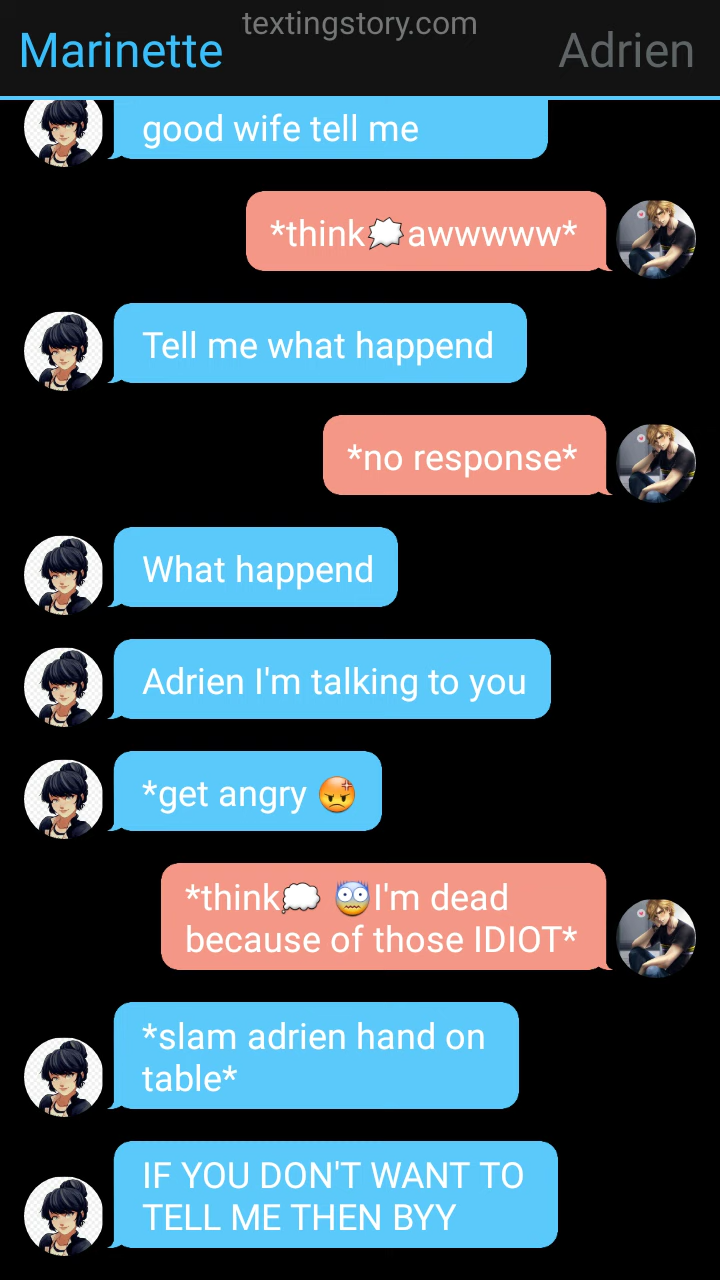 textingstory.com
Marinette
Adrien
good wife tell me
*think💭awwwww*
Tell me what happend
*no response*
What happend
Adrien I'm talking to you
*get angry 😡
*think💭 😨I'm dead
because of those IDIOT*
*slam adrien hand on
table*
IF YOU DON'T WANT TO
TELL ME THEN BYY